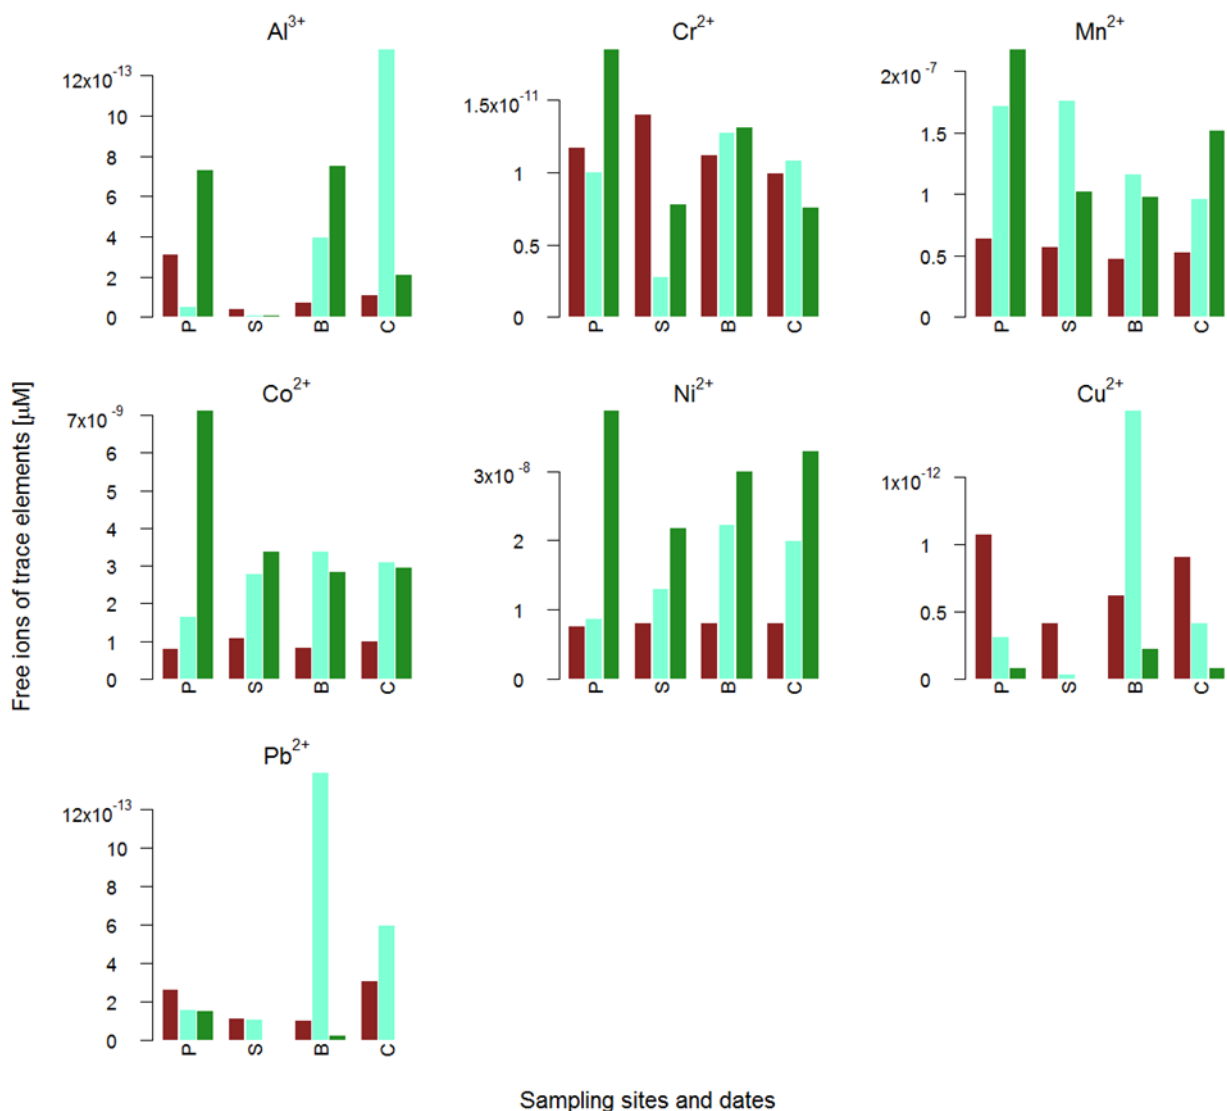 Al3+
12x10-13
10
8
6
4
2
0
P
S
B
C
Cr2+
1.5x10-11
1
0.5
0
P
S
B
C
Mn2+
2x10 -7
1.5
1
0.5
0
P
S
B
C
Free ions of trace elements [μM]
Co2+
7x10 -9
6
5
4
3
2
1
0
P
S
B
C
Ni2+
3x10 -8
2
1
0
P
S
B
C
Cu2+
1x10-12
1
0.5
0
P
S
B
C
Pb2+
12x10-13
10
8
6
4
2
0
P
S
B
C
Sampling sites and dates